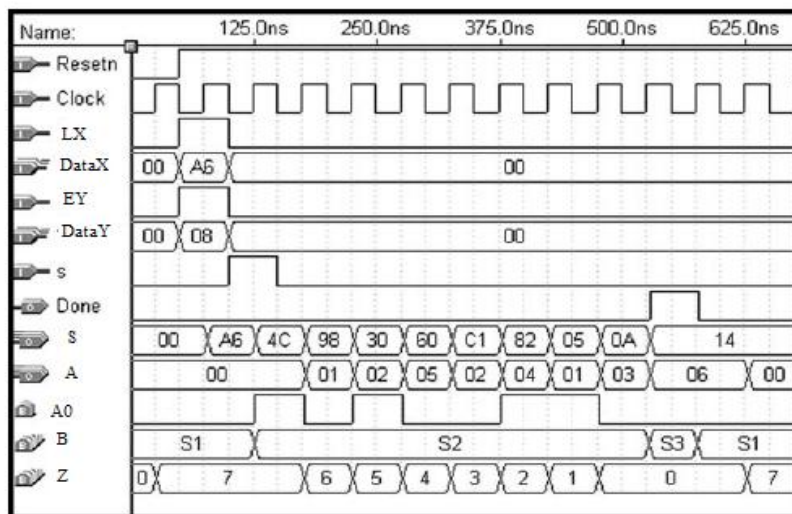 Name: 125.0ns 250.0ns 375.0ns 500.0ns 625.0ns
Resetn
Clock
LX
DataX 00 A6 00
EY
DataY 00 08 00
s
Done
S 00 A6 4C 98 30 60 C1 82 05 0A 14
A 00 01 02 05 02 04 01 03 06 00
A0
B S1 S2 S3 S1
Z 0 7 6 5 4 3 2 1 0 7